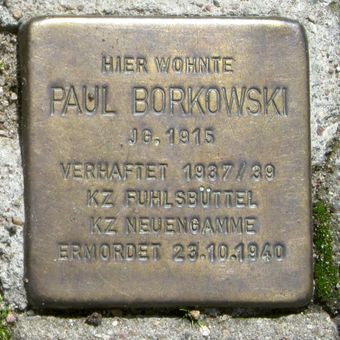 HIER WOHNTE
PAUL BORKOWSKI
JG. 1915
VERHAFTET 1937/39
KZ FUHLSBÜTTEL
KZ NEUENGAMME
ERMORDET 23.10.1940